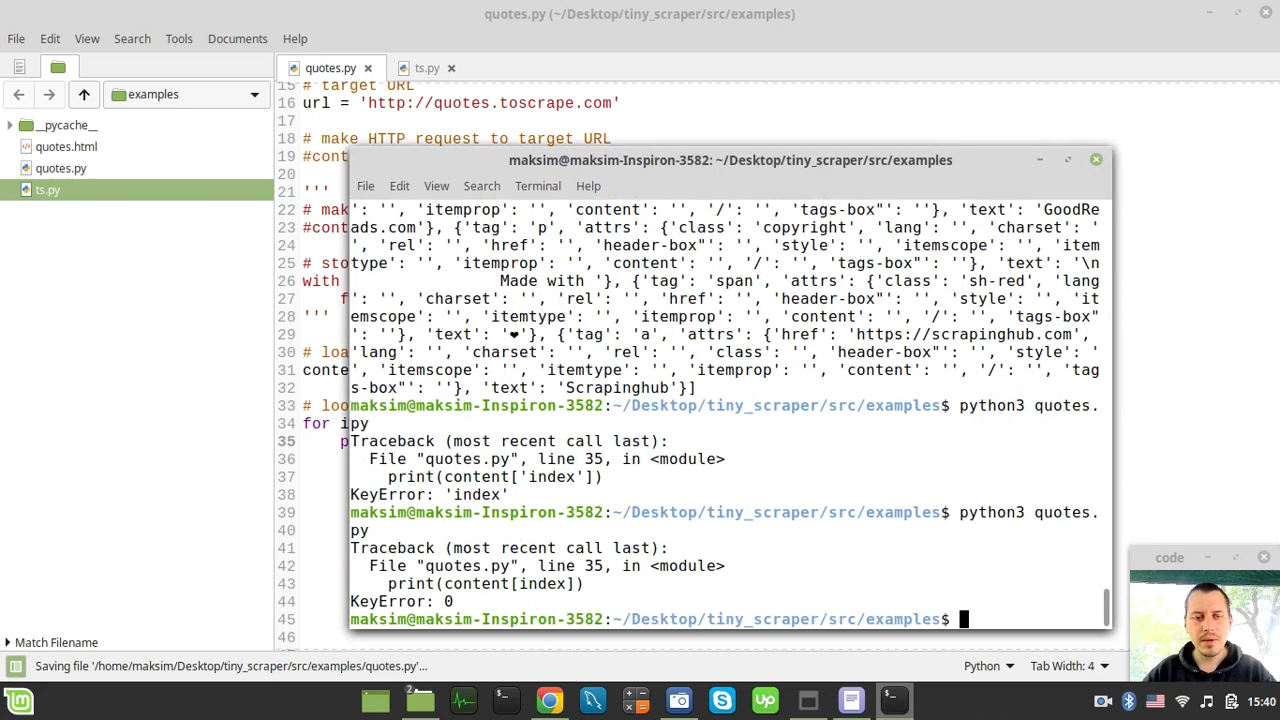 quotes.py (~/Desktop/tiny_scraper/src/examples)
File Edit View Search Tools Documents Help
quotes.py
ts.py
examples
__pycache__
quotes.html
quotes.py
ts.py
15 # target URL
16 url = 'http://quotes.toscrape.com'
17
18 # make HTTP request to target URL
19 #cont
20
21 '''
22 # mak
23 #cont
24
25 # sto
26 with
27 f
28 '''
29
30 # loa
31 conte
32
33 # loo
34 for i
35 p
36
37
38
39
40
41
42
43
44
45
46
maksim@maksim-Inspiron-3582: ~/Desktop/tiny_scraper/src/examples
File Edit View Search Terminal Help
': '', 'itemprop': '', 'content': '', '/': '', 'tags-box"': ''}, 'text': 'GoodRe
ads.com'}, {'tag': 'p', 'attrs': {'class': 'copyright', 'lang': '', 'charset': '
', 'rel': '', 'href': '', 'header-box"': '', 'style': '', 'itemscope': '', 'item
type': '', 'itemprop': '', 'content': '', '/': '', 'tags-box"': ''}, 'text': '\n
Made with '}, {'tag': 'span', 'attrs': {'class': 'sh-red', 'lang
': '', 'charset': '', 'rel': '', 'href': '', 'header-box"': '', 'style': '', 'it
emscope': '', 'itemtype': '', 'itemprop': '', 'content': '', '/': '', 'tags-box"
': ''}, 'text': '❤'}, {'tag': 'a', 'attrs': {'href': 'https://scrapinghub.com',
'lang': '', 'charset': '', 'rel': '', 'class': '', 'header-box"': '', 'style': '
', 'itemscope': '', 'itemtype': '', 'itemprop': '', 'content': '', '/': '', 'tag
s-box"': ''}, 'text': 'Scrapinghub'}]
maksim@maksim-Inspiron-3582:~/Desktop/tiny_scraper/src/examples$ python3 quotes.
py
Traceback (most recent call last):
File "quotes.py", line 35, in <module>
print(content['index'])
KeyError: 'index'
maksim@maksim-Inspiron-3582:~/Desktop/tiny_scraper/src/examples$ python3 quotes.
py
Traceback (most recent call last):
File "quotes.py", line 35, in <module>
print(content[index])
KeyError: 0
maksim@maksim-Inspiron-3582:~/Desktop/tiny_scraper/src/examples$
code
Match Filename
Saving file '/home/maksim/Desktop/tiny_scraper/src/examples/quotes.py'...
Python
Tab Width: 4
2
15:40